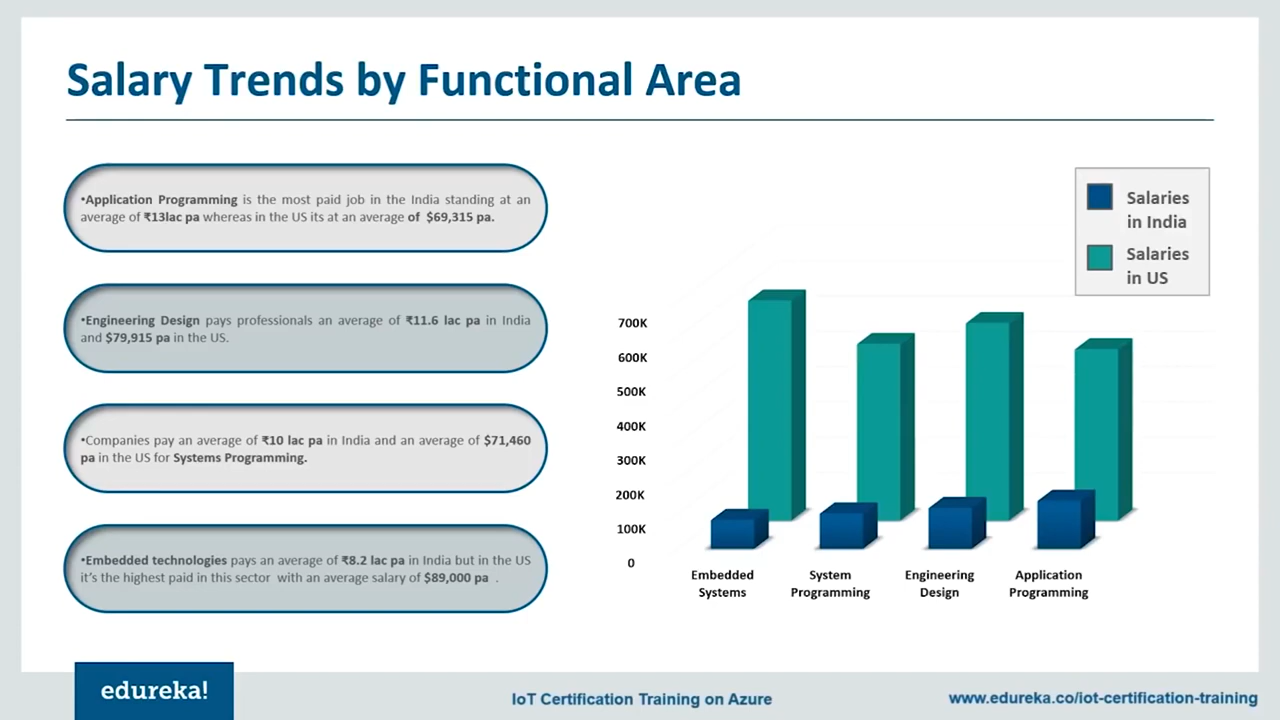 Salary Trends by Functional Area
•Application Programming is the most paid job in the India standing at an
average of ₹13lac pa whereas in the US its at an average of $69,315 pa.
•Engineering Design pays professionals an average of ₹11.6 lac pa in India
and $79,915 pa in the US.
•Companies pay an average of ₹10 lac pa in India and an average of $71,460
pa in the US for Systems Programming.
•Embedded technologies pays an average of ₹8.2 lac pa in India but in the US
it's the highest paid in this sector with an average salary of $89,000 pa .
Salaries
in India
Salaries
in US
700K
600K
500K
400K
300K
200K
100K
0
Embedded
Systems
System
Programming
Engineering
Design
Application
Programming
edureka!
IoT Certification Training on Azure
www.edureka.co/iot-certification-training